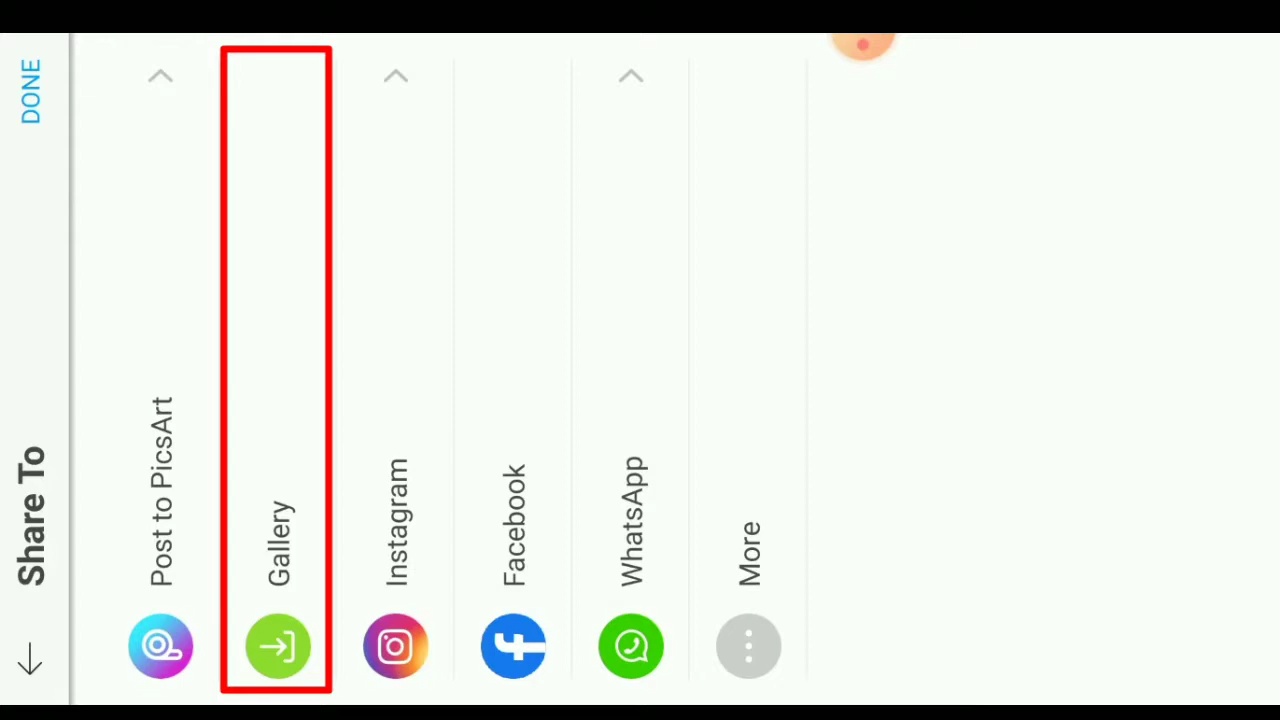 Share To
DONE
Post to PicsArt
Gallery
Instagram
Facebook
WhatsApp
More